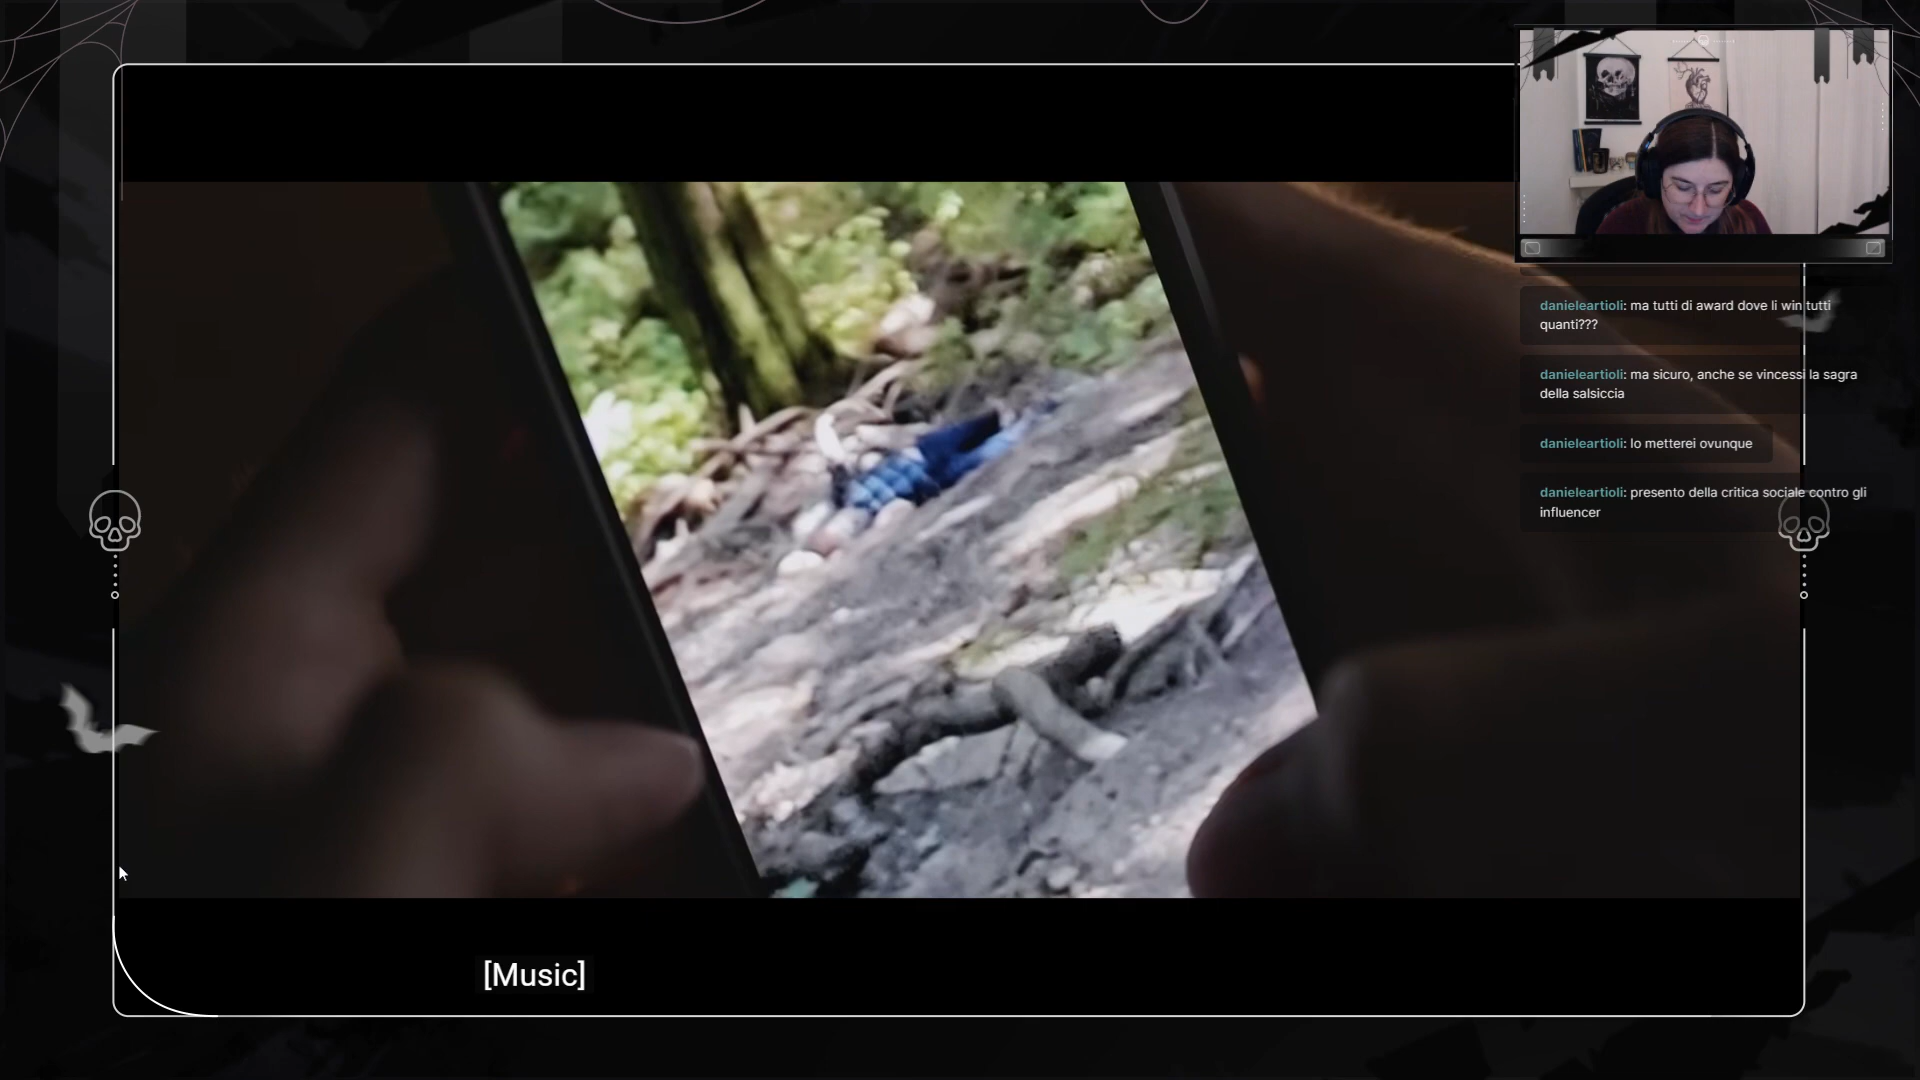 danieleartioli: ma tutti di award dove li win tutti
quanti???
danieleartioli: ma sicuro, anche se vincessi la sagra
della salsiccia
danieleartioli: lo metterei ovunque
danieleartioli: presento della critica sociale contro gli
influencer
[Music]